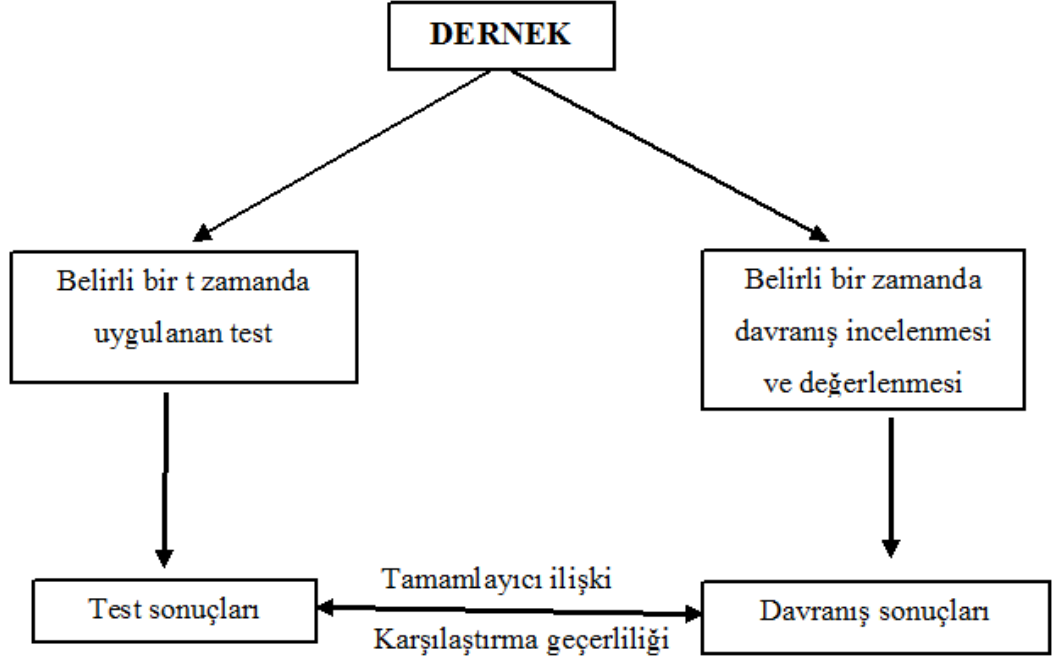 DERNEK
Belirli bir t zamanda
uygulanan test
Belirli bir zamanda
davranış incelenmesi
ve değerlenmesi
Test sonuçları
Tamamlayıcı ilişki
Karşılaştırma geçerliliği
Davranış sonuçları